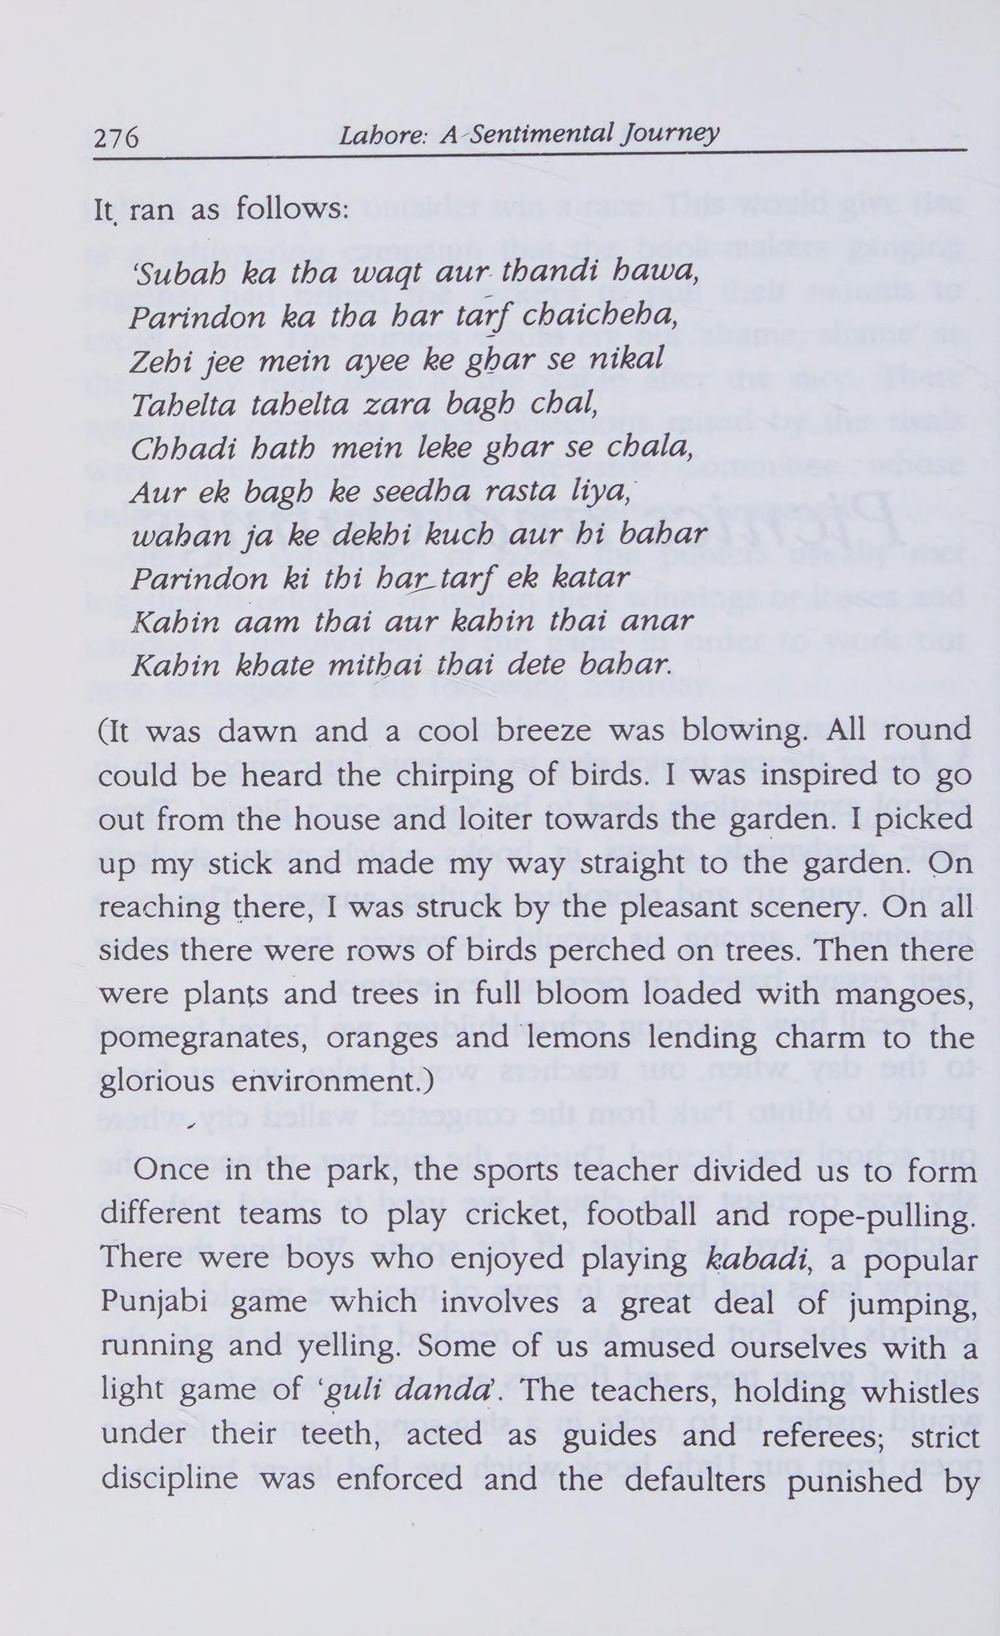 276 Lahore: A Sentimental Journey
It ran as follows:
‘Subah ka tha waqt aur thandi hawa,
Parindon ka tha har tarf chaicheha,
Zehi jee mein ayee ke ghar se nikal
Tahelta tahelta zara bagh chal,
Chhadi hath mein leke ghar se chala,
Aur ek bagh ke seedha rasta liya,
wahan ja ke dekhi kuch aur hi bahar
Parindon ki thi har tarf ek katar
Kahin aam thai aur kahin thai anar
Kahin khate mithai thai dete bahar.
(It was dawn and a cool breeze was blowing. All round
could be heard the chirping of birds. I was inspired to go
out from the house and loiter towards the garden. I picked
up my stick and made my way straight to the garden. On
reaching there, I was struck by the pleasant scenery. On all
sides there were rows of birds perched on trees. Then there
were plants and trees in full bloom loaded with mangoes,
pomegranates, oranges and lemons lending charm to the
glorious environment.)
Once in the park, the sports teacher divided us to form
different teams to play cricket, football and rope-pulling.
There were boys who enjoyed playing kabadi, a popular
Punjabi game which involves a great deal of jumping,
running and yelling. Some of us amused ourselves with a
light game of ‘guli danda’. The teachers, holding whistles
under their teeth, acted as guides and referees; strict
discipline was enforced and the defaulters punished by